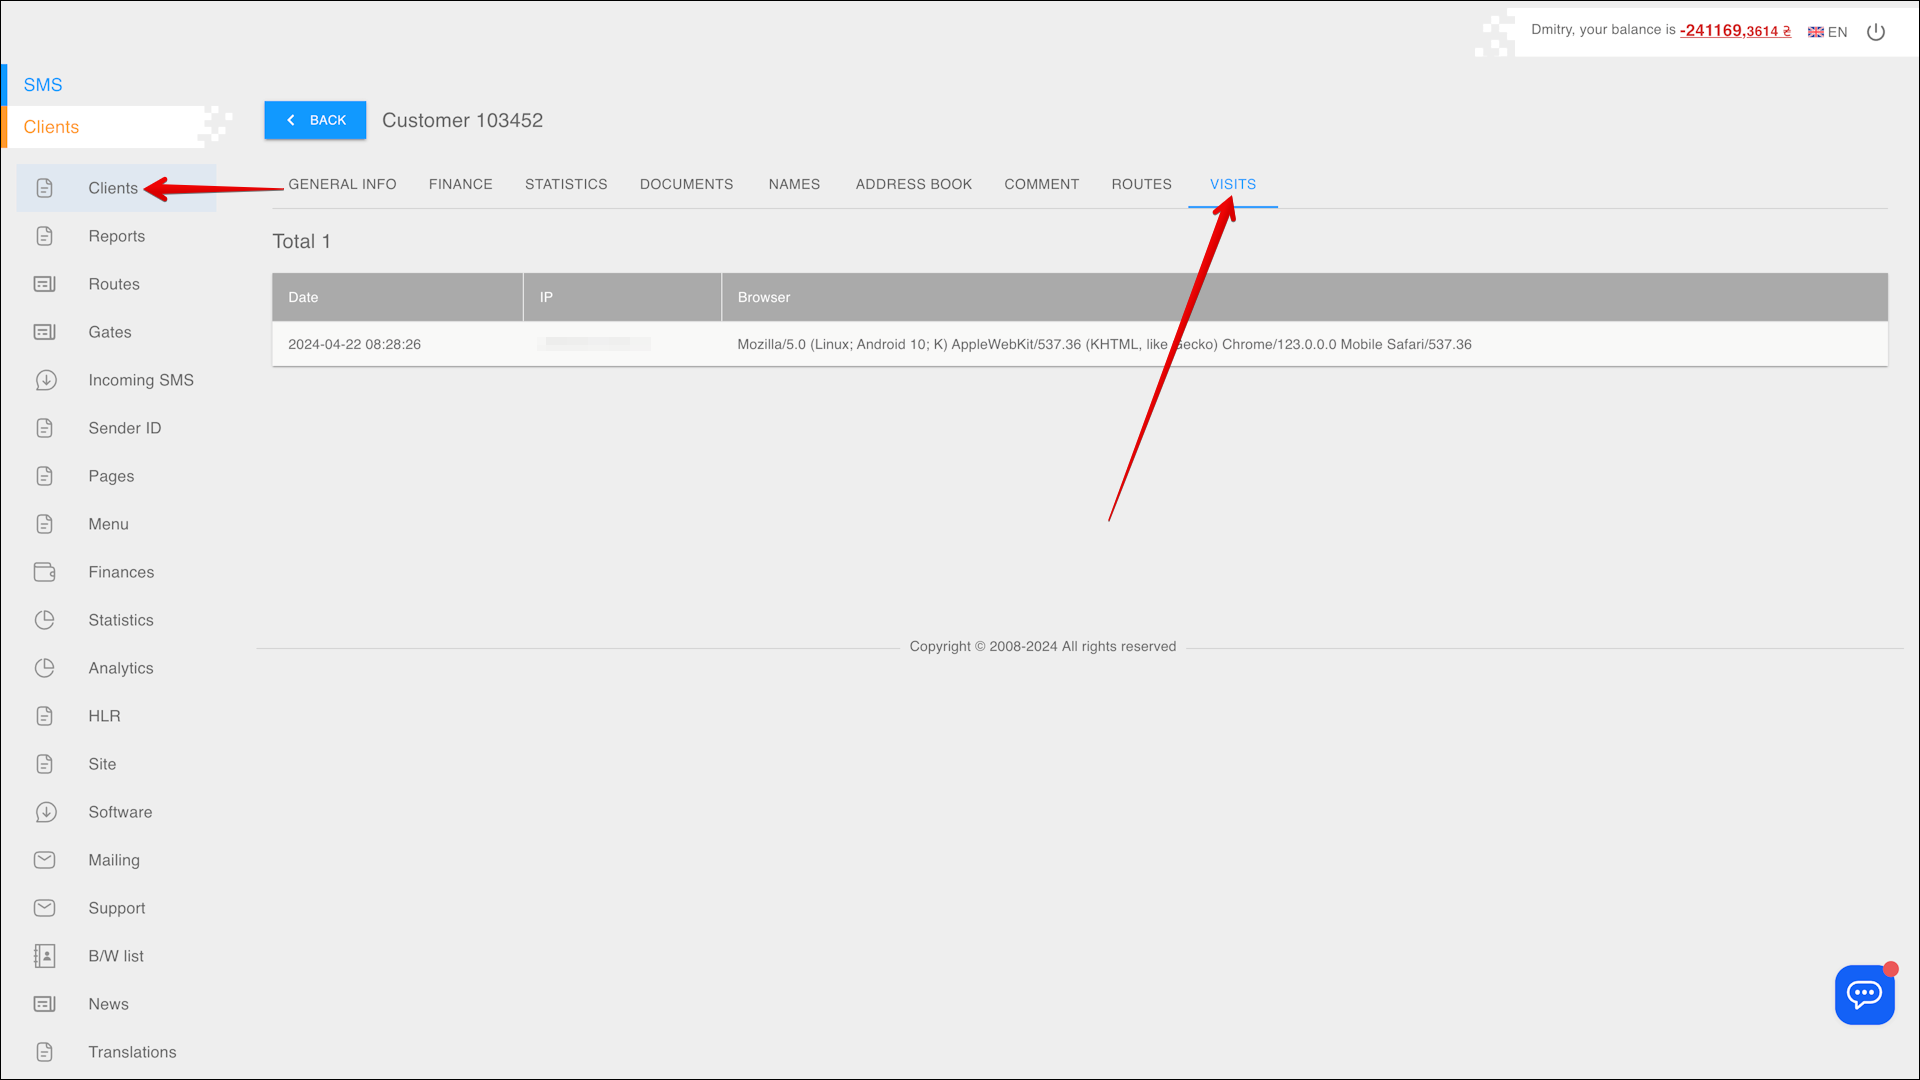 Dmitry, your balance is -241169,3614 ₴ EN
SMS
Clients
BACK Customer 103452
Clients
GENERAL INFO FINANCE STATISTICS DOCUMENTS NAMES ADDRESS BOOK COMMENT ROUTES VISITS
Reports
Total 1
Routes
Date IP Browser
Gates
2024-04-22 08:28:26 Mozilla/5.0 (Linux; Android 10; K) AppleWebKit/537.36 (KHTML, like Gecko) Chrome/123.0.0.0 Mobile Safari/537.36
Incoming SMS
Sender ID
Pages
Menu
Finances
Statistics
Copyright © 2008-2024 All rights reserved
Analytics
HLR
Site
Software
Mailing
Support
B/W list
News
Translations